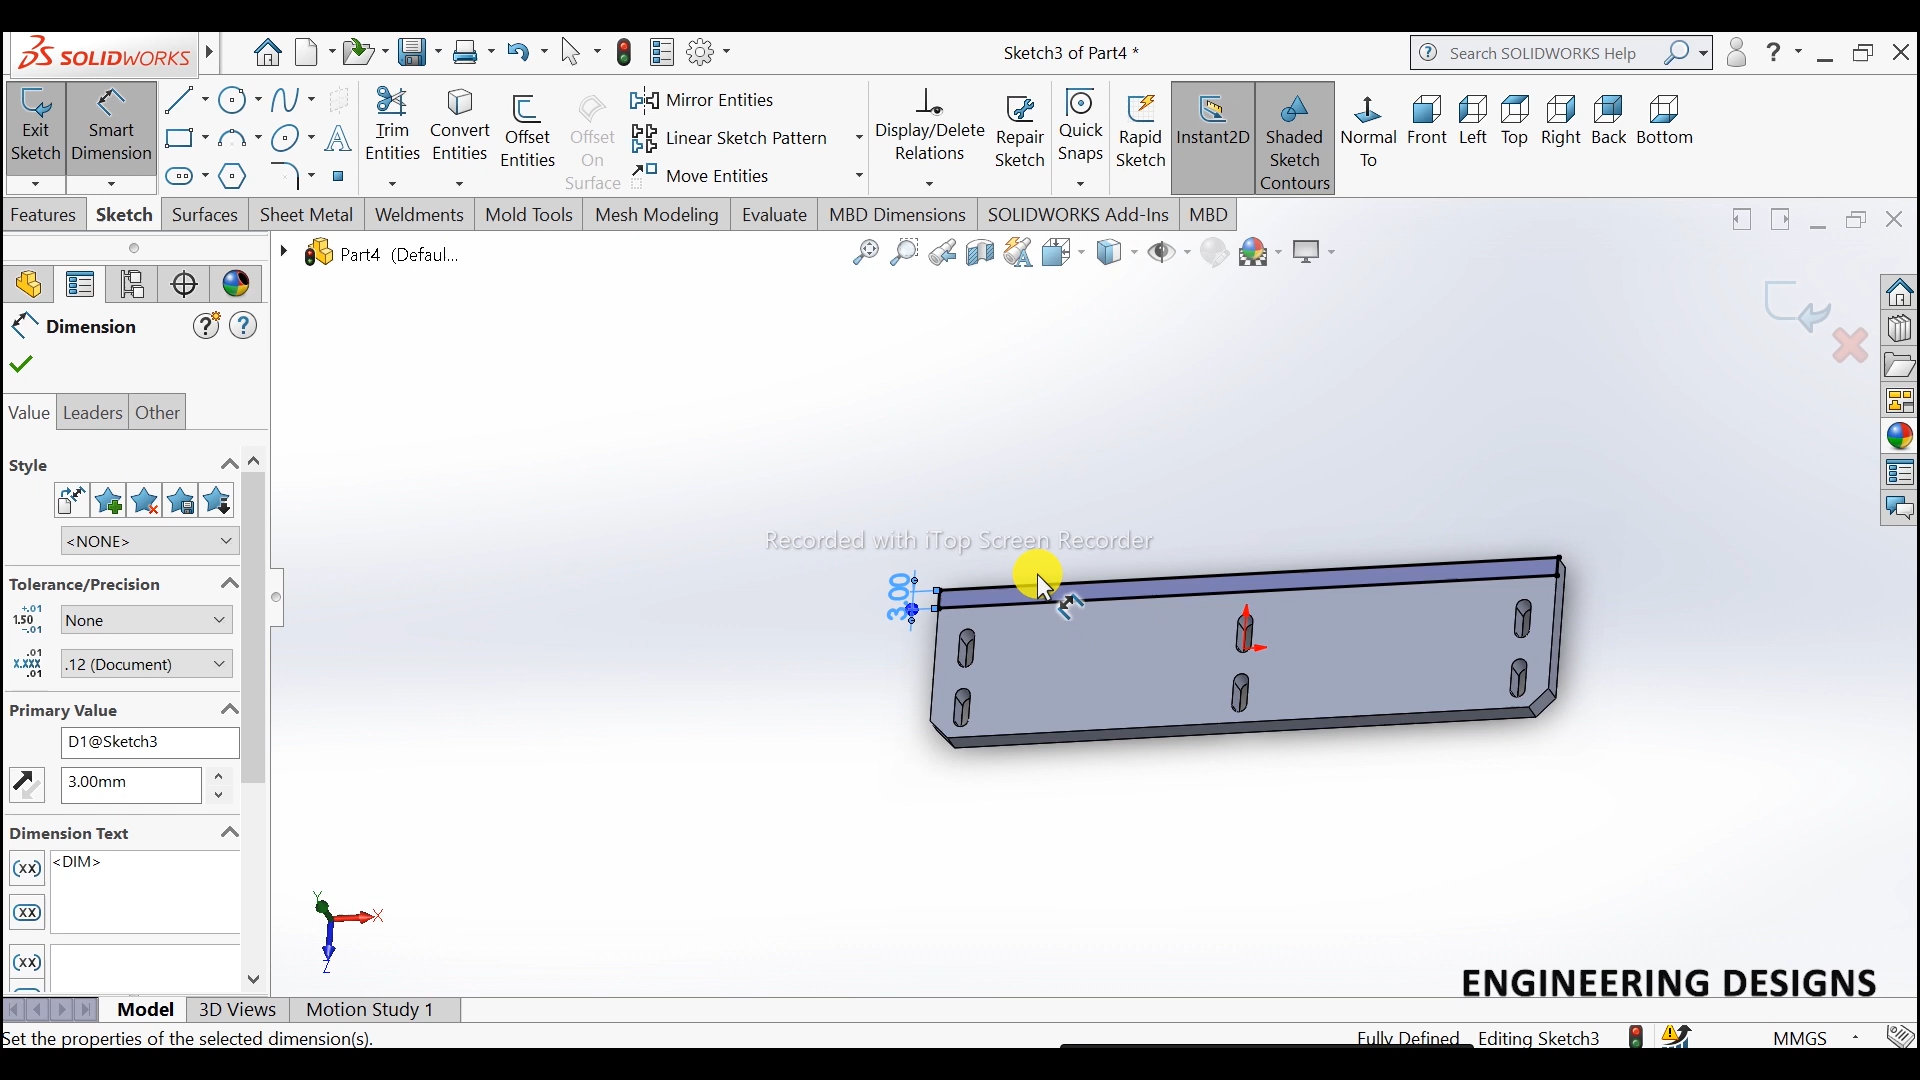 SOLIDWORKS
Sketch3 of Part4 *
Search SOLIDWORKS Help
Exit Sketch
Smart Dimension
Trim Entities
Convert Entities
Offset Entities
Offset On Surface
Mirror Entities
Linear Sketch Pattern
Move Entities
Display/Delete Relations
Repair Sketch
Quick Snaps
Rapid Sketch
Instant2D
Shaded Sketch Contours
Normal To
Front
Left
Top
Right
Back
Bottom
Features
Sketch
Surfaces
Sheet Metal
Weldments
Mold Tools
Mesh Modeling
Evaluate
MBD Dimensions
SOLIDWORKS Add-Ins
MBD
Part4 (Defaul...
Dimension
Value
Leaders
Other
Style
<NONE>
Tolerance/Precision
None
.12 (Document)
Primary Value
D1@Sketch3
3.00mm
Dimension Text
<DIM>
Recorded with iTop Screen Recorder
3.00
Y
X
Z
ENGINEERING DESIGNS
Model
3D Views
Motion Study 1
Set the properties of the selected dimension(s).
Fully Defined
Editing Sketch3
MMGS